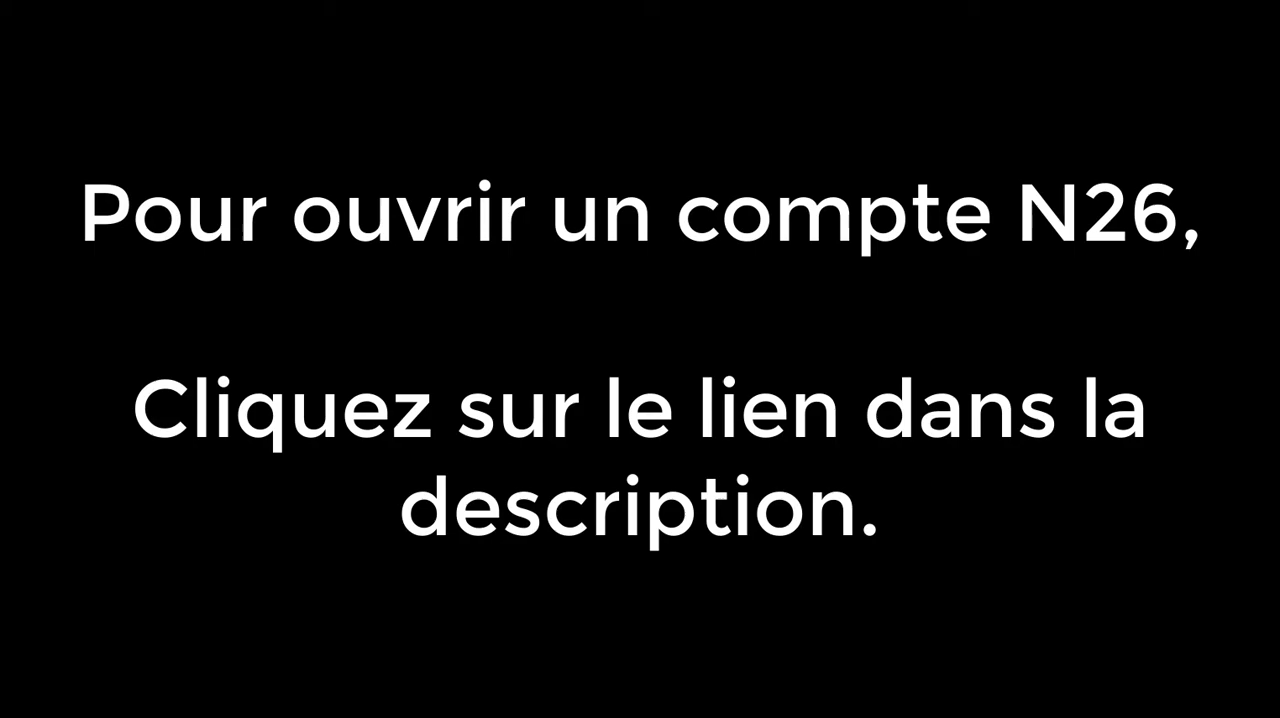 Pour ouvrir un compte N26,
Cliquez sur le lien dans la
description.